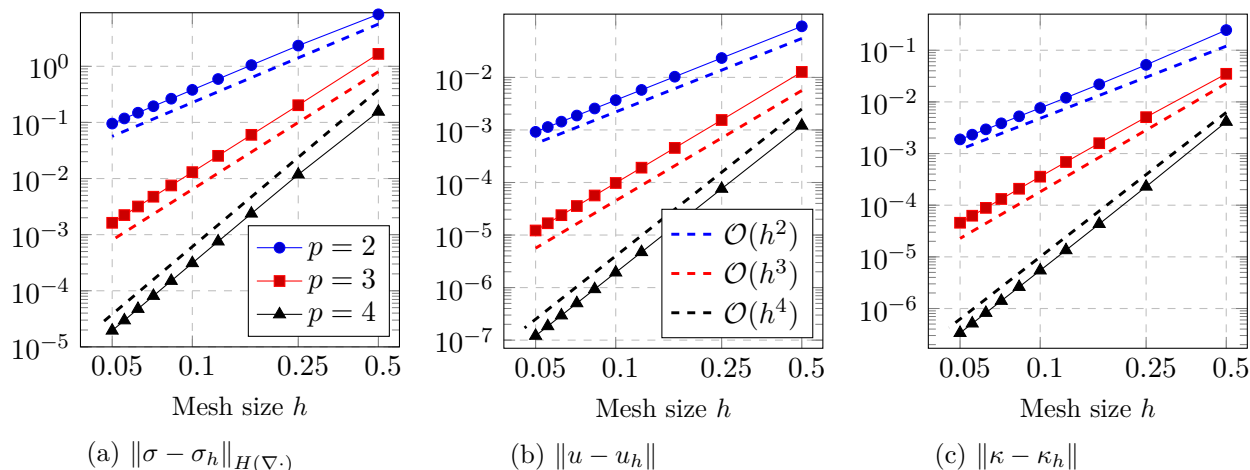 10^0
10^{-1}
10^{-2}
10^{-3}
10^{-4}
10^{-5}
0.05 0.1 0.25 0.5
Mesh size h
p = 2
p = 3
p = 4
(a) ‖σ − σ_h‖_{H(∇·)}
10^{-2}
10^{-3}
10^{-4}
10^{-5}
10^{-6}
10^{-7}
0.05 0.1 0.25 0.5
Mesh size h
O(h^2)
O(h^3)
O(h^4)
(b) ‖u − u_h‖
10^{-1}
10^{-2}
10^{-3}
10^{-4}
10^{-5}
10^{-6}
0.05 0.1 0.25 0.5
Mesh size h
(c) ‖κ − κ_h‖